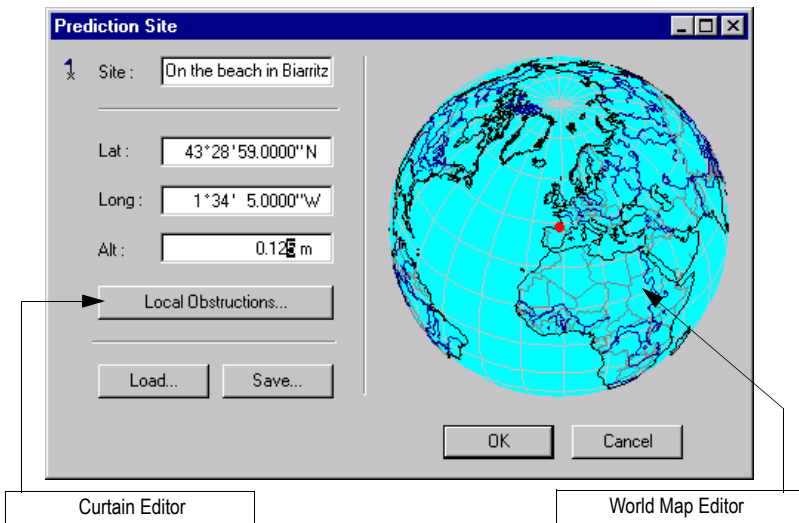 Prediction Site
Site : On the beach in Biarritz
Lat : 43°28'59.0000"N
Long : 1°34' 5.0000"W
Alt : 0.125 m
Local Obstructions...
Load... Save...
OK Cancel
Curtain Editor World Map Editor